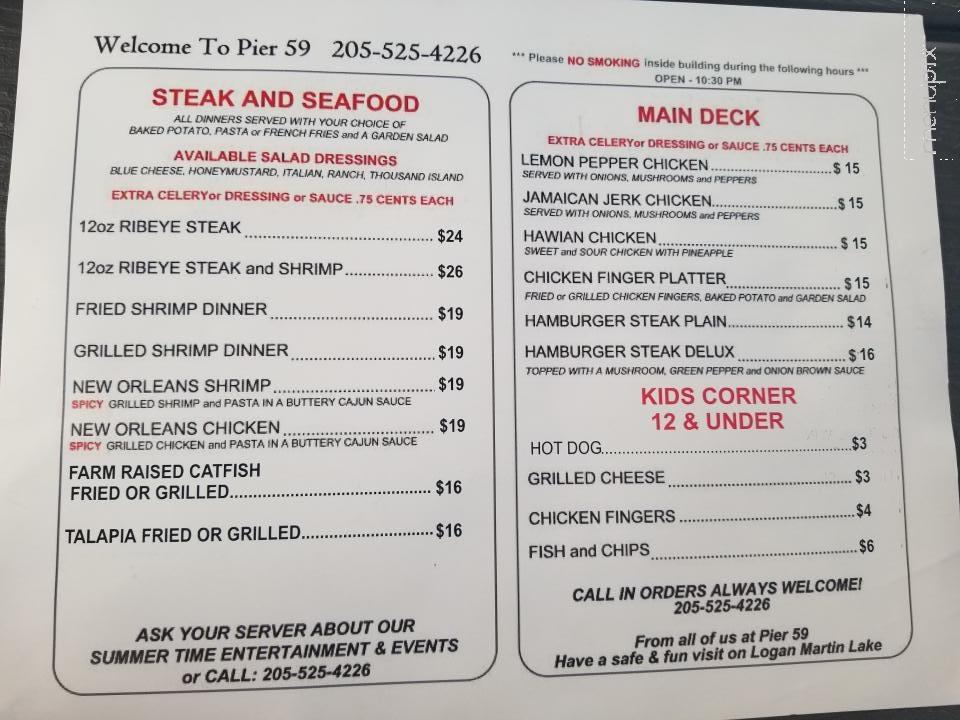 Welcome To Pier 59 205-525-4226
*** Please NO SMOKING inside building during the following hours ***
OPEN - 10:30 PM
STEAK AND SEAFOOD
ALL DINNERS SERVED WITH YOUR CHOICE OF
BAKED POTATO, PASTA or FRENCH FRIES and A GARDEN SALAD
AVAILABLE SALAD DRESSINGS
BLUE CHEESE, HONEYMUSTARD, ITALIAN, RANCH, THOUSAND ISLAND
EXTRA CELERYor DRESSING or SAUCE .75 CENTS EACH
12oz RIBEYE STEAK $24
12oz RIBEYE STEAK and SHRIMP $26
FRIED SHRIMP DINNER $19
GRILLED SHRIMP DINNER $19
NEW ORLEANS SHRIMP $19
SPICY GRILLED SHRIMP and PASTA IN A BUTTERY CAJUN SAUCE
NEW ORLEANS CHICKEN $19
SPICY GRILLED CHICKEN and PASTA IN A BUTTERY CAJUN SAUCE
FARM RAISED CATFISH
FRIED OR GRILLED $16
TALAPIA FRIED OR GRILLED $16
ASK YOUR SERVER ABOUT OUR
SUMMER TIME ENTERTAINMENT & EVENTS
or CALL: 205-525-4226
MAIN DECK
EXTRA CELERYor DRESSING or SAUCE .75 CENTS EACH
LEMON PEPPER CHICKEN $ 15
SERVED WITH ONIONS, MUSHROOMS and PEPPERS
JAMAICAN JERK CHICKEN $ 15
SERVED WITH ONIONS, MUSHROOMS and PEPPERS
HAWIAN CHICKEN $ 15
SWEET and SOUR CHICKEN WITH PINEAPPLE
CHICKEN FINGER PLATTER $ 15
FRIED or GRILLED CHICKEN FINGERS, BAKED POTATO and GARDEN SALAD
HAMBURGER STEAK PLAIN $14
HAMBURGER STEAK DELUX $ 16
TOPPED WITH A MUSHROOM, GREEN PEPPER and ONION BROWN SAUCE
KIDS CORNER
12 & UNDER
HOT DOG $3
GRILLED CHEESE $3
CHICKEN FINGERS $4
FISH and CHIPS $6
CALL IN ORDERS ALWAYS WELCOME!
205-525-4226
From all of us at Pier 59
Have a safe & fun visit on Logan Martin Lake
menupix